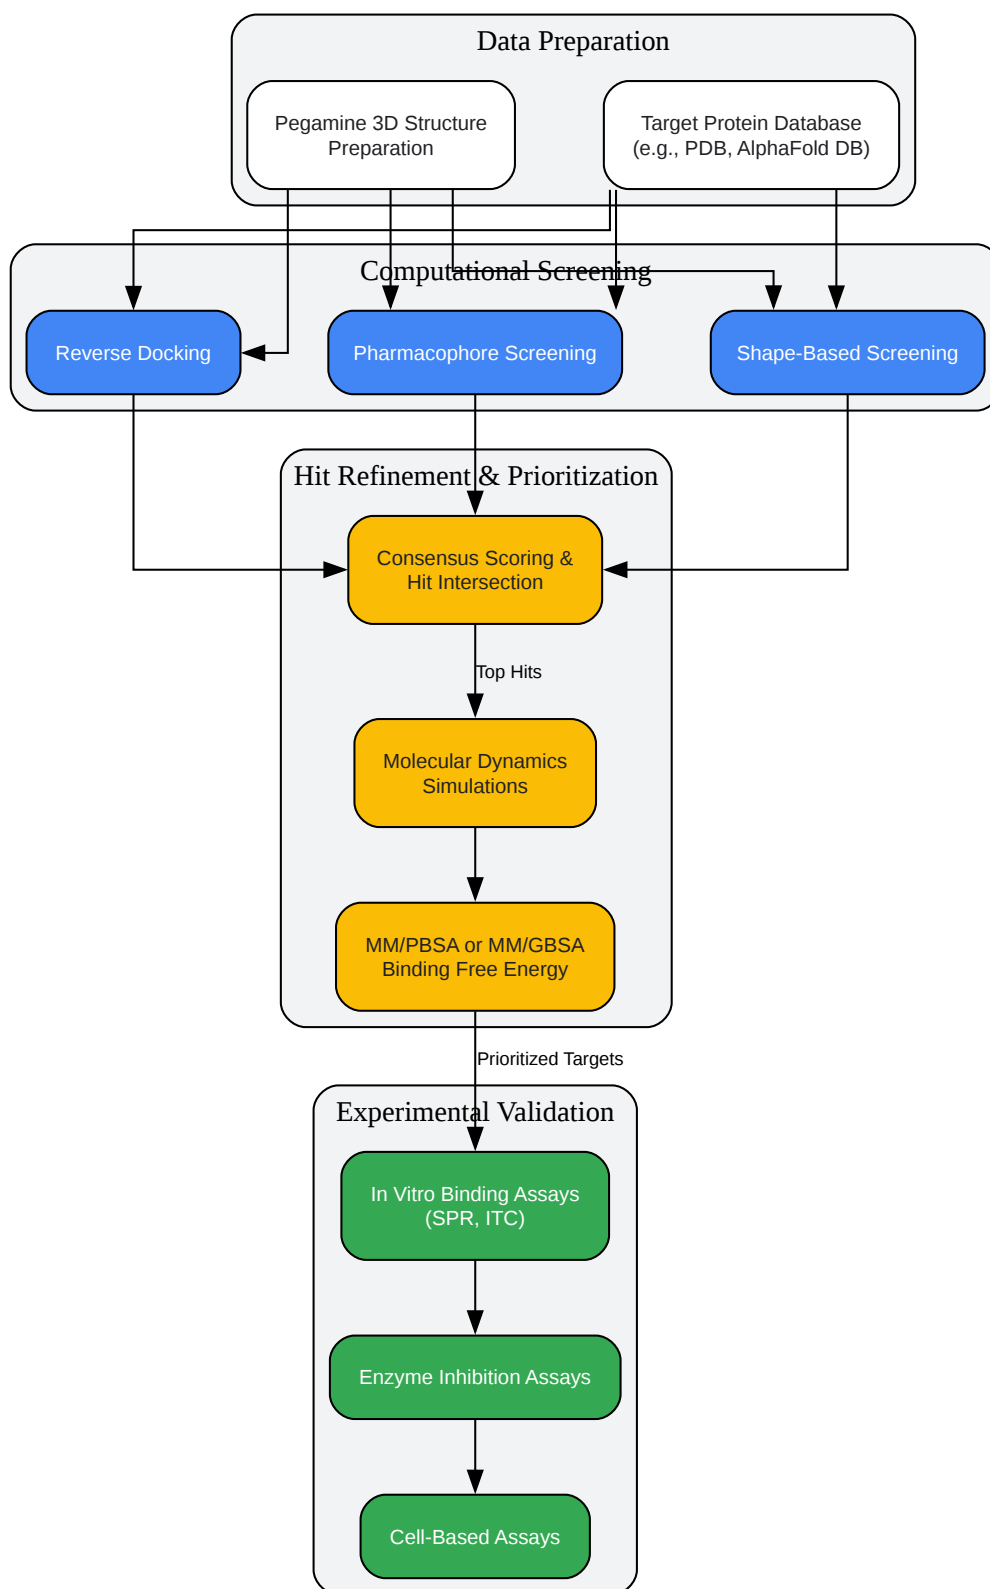 Data Preparation
Pegamine 3D Structure
Preparation
Target Protein Database
(e.g., PDB, AlphaFold DB)
Computational Screening
Reverse Docking
Pharmacophore Screening
Shape-Based Screening
Hit Refinement & Prioritization
Consensus Scoring &
Hit Intersection
Top Hits
Molecular Dynamics
Simulations
MM/PBSA or MM/GBSA
Binding Free Energy
Prioritized Targets
Experimental Validation
In Vitro Binding Assays
(SPR, ITC)
Enzyme Inhibition Assays
Cell-Based Assays